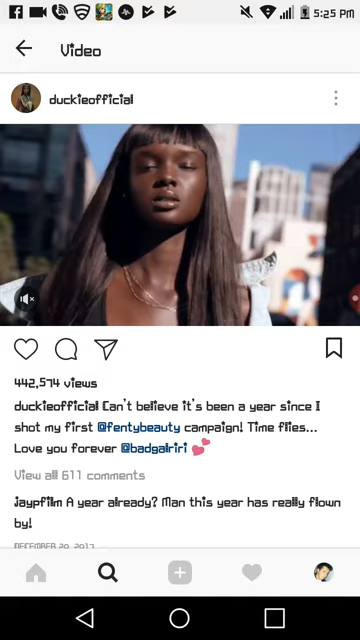 5:25 PM
Video
duckieofficial
442,574 views
duckieofficial Can't believe it's been a year since I
shot my first @fentybeauty campaign! Time flies...
Love you forever @badgalriri 💕
View all 611 comments
jaypfilm A year already? Man this year has really flown
by!
DECEMBER 20, 2017